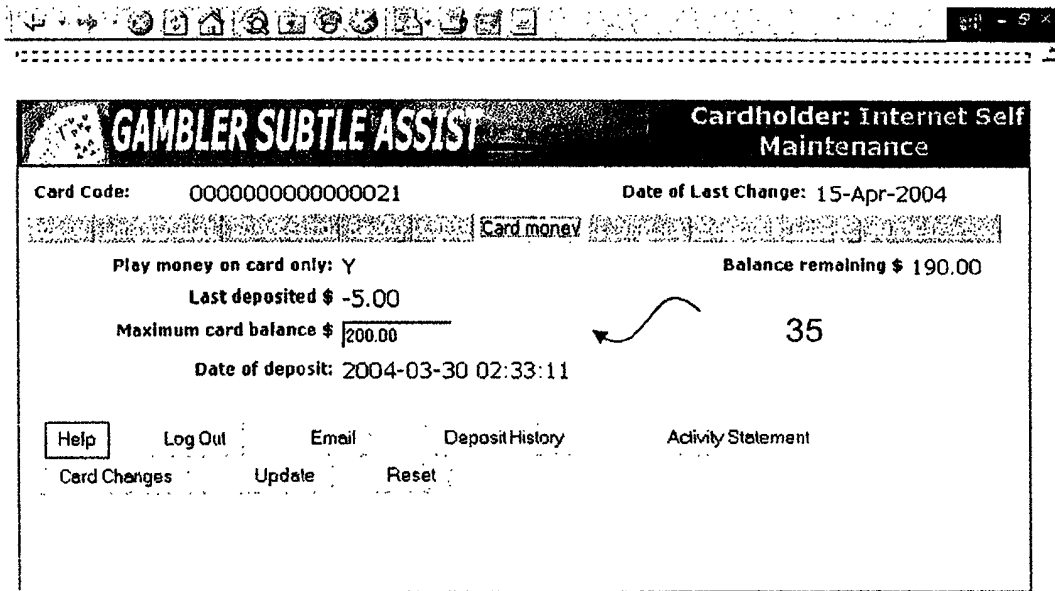 GAMBLER SUBTLE ASSIST
Cardholder: Internet Self
Maintenance
Card Code: 0000000000000021 Date of Last Change: 15-Apr-2004
Card money
Play money on card only: Y Balance remaining $ 190.00
Last deposited $ -5.00
Maximum card balance $ 200.00 35
Date of deposit: 2004-03-30 02:33:11
Help Log Out Email Deposit History Activity Statement
Card Changes Update Reset